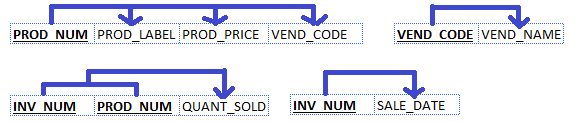 PROD_NUM PROD_LABEL PROD_PRICE VEND_CODE
VEND_CODE VEND_NAME
INV_NUM PROD_NUM QUANT_SOLD
INV_NUM SALE_DATE